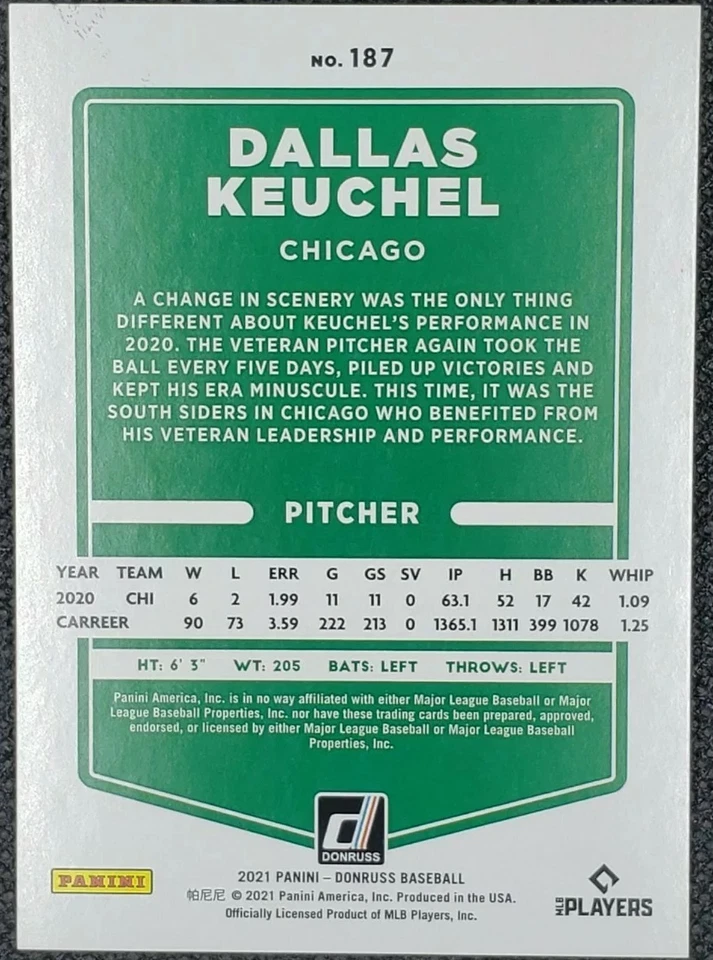 NO. 187
DALLAS
KEUCHEL
CHICAGO
A CHANGE IN SCENERY WAS THE ONLY THING
DIFFERENT ABOUT KEUCHEL'S PERFORMANCE IN
2020. THE VETERAN PITCHER AGAIN TOOK THE
BALL EVERY FIVE DAYS, PILED UP VICTORIES AND
KEPT HIS ERA MINUSCULE. THIS TIME, IT WAS THE
SOUTH SIDERS IN CHICAGO WHO BENEFITED FROM
HIS VETERAN LEADERSHIP AND PERFORMANCE.
PITCHER
YEAR TEAM W L ERR G GS SV IP H BB K WHIP
2020 CHI 6 2 1.99 11 11 0 63.1 52 17 42 1.09
CARREER 90 73 3.59 222 213 0 1365.1 1311 399 1078 1.25
HT: 6' 3" WT: 205 BATS: LEFT THROWS: LEFT
Panini America, Inc. is in no way affiliated with either Major League Baseball or Major
League Baseball Properties, Inc. nor have these trading cards been prepared, approved,
endorsed, or licensed by either Major League Baseball or Major League Baseball
Properties, Inc.
DONRUSS
PANINI
2021 PANINI – DONRUSS BASEBALL
帕尼尼 © 2021 Panini America, Inc. Produced in the USA.
Officially Licensed Product of MLB Players, Inc.
MLB PLAYERS